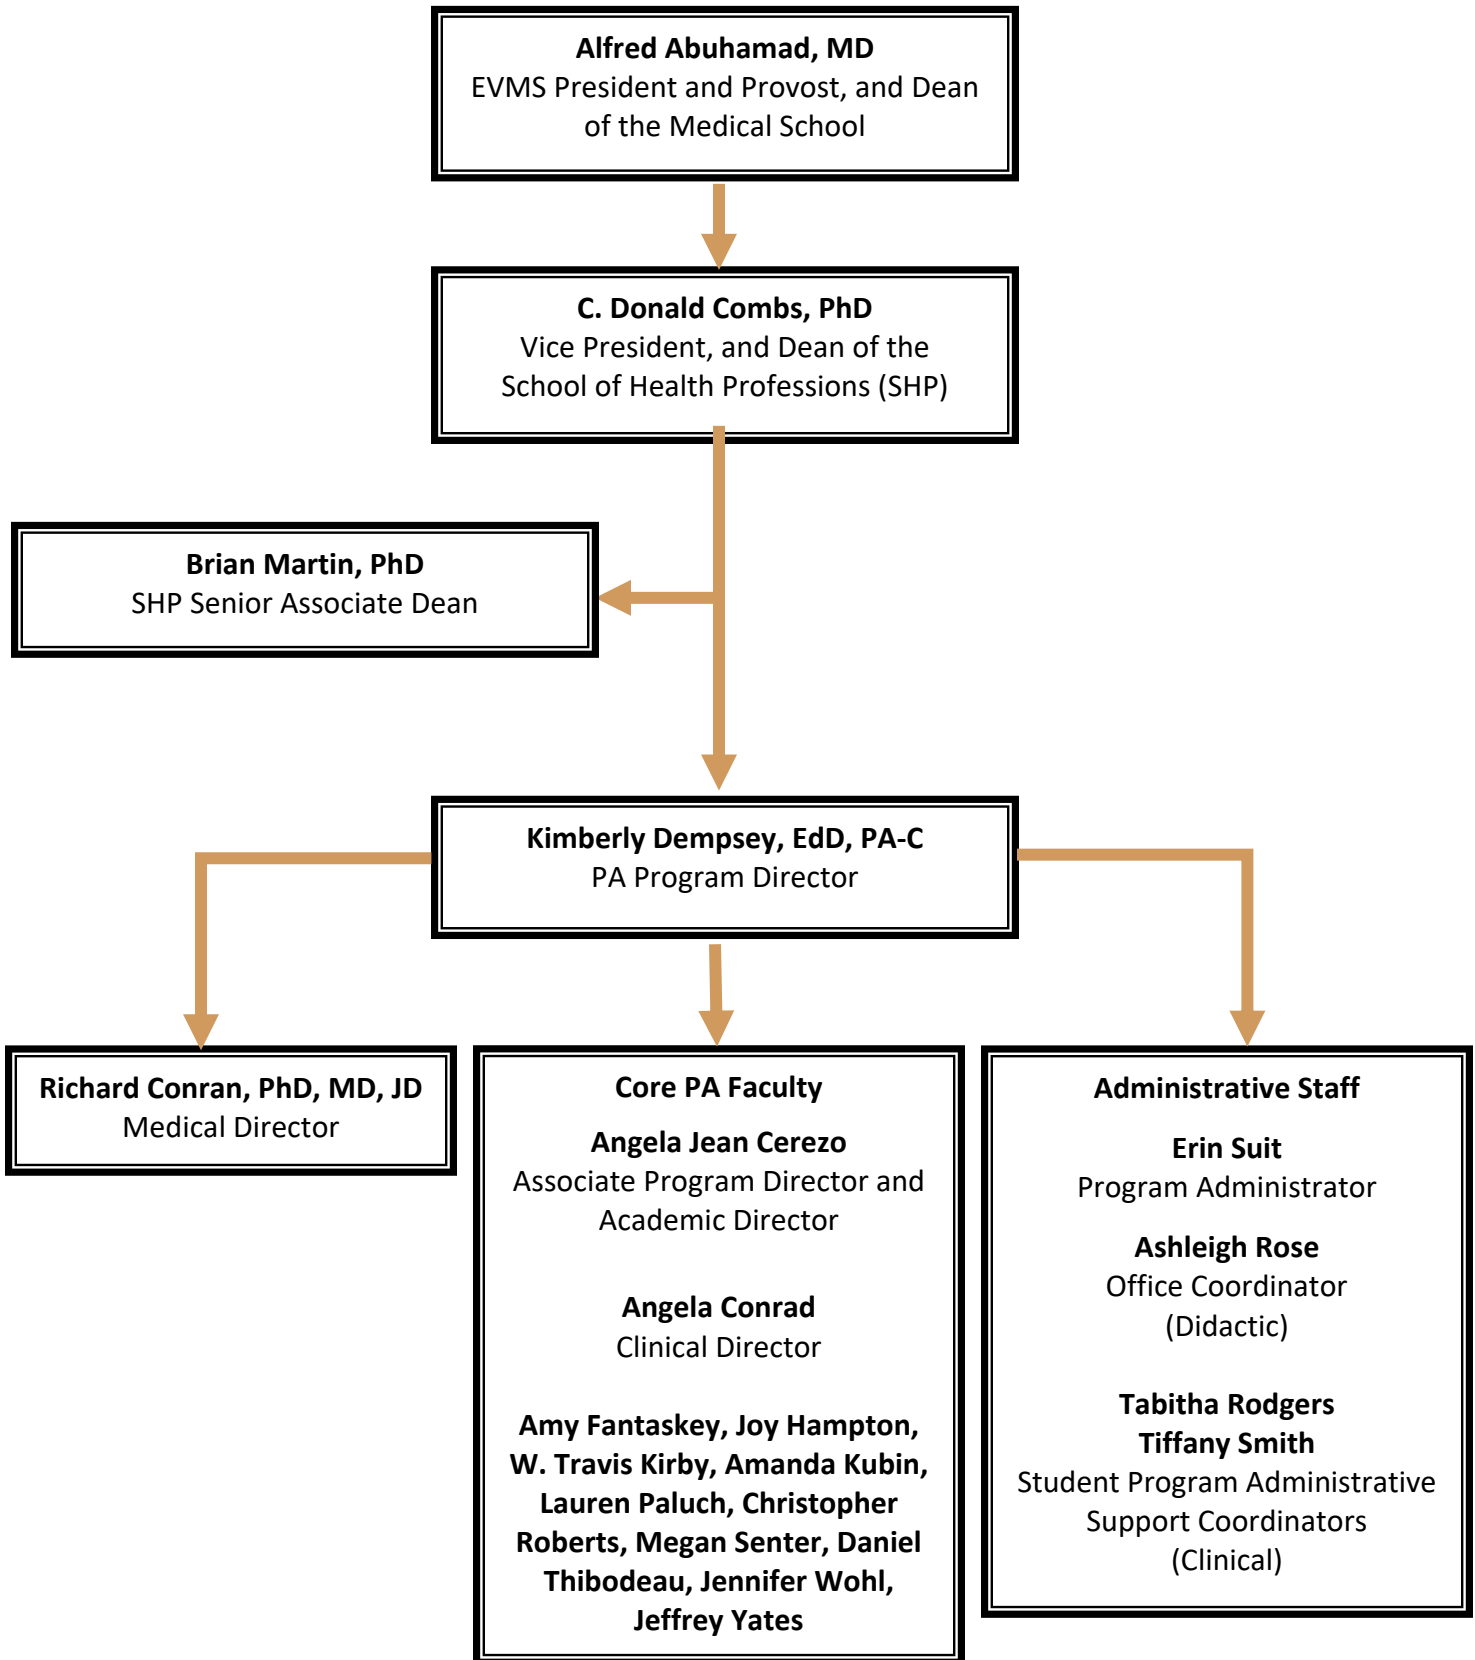 Alfred Abuhamad, MD
EVMS President and Provost, and Dean
of the Medical School
C. Donald Combs, PhD
Vice President, and Dean of the
School of Health Professions (SHP)
Brian Martin, PhD
SHP Senior Associate Dean
Kimberly Dempsey, EdD, PA-C
PA Program Director
Richard Conran, PhD, MD, JD
Medical Director
Core PA Faculty
Angela Jean Cerezo
Associate Program Director and
Academic Director
Angela Conrad
Clinical Director
Amy Fantaskey, Joy Hampton,
W. Travis Kirby, Amanda Kubin,
Lauren Paluch, Christopher
Roberts, Megan Senter, Daniel
Thibodeau, Jennifer Wohl,
Jeffrey Yates
Administrative Staff
Erin Suit
Program Administrator
Ashleigh Rose
Office Coordinator
(Didactic)
Tabitha Rodgers
Tiffany Smith
Student Program Administrative
Support Coordinators
(Clinical)